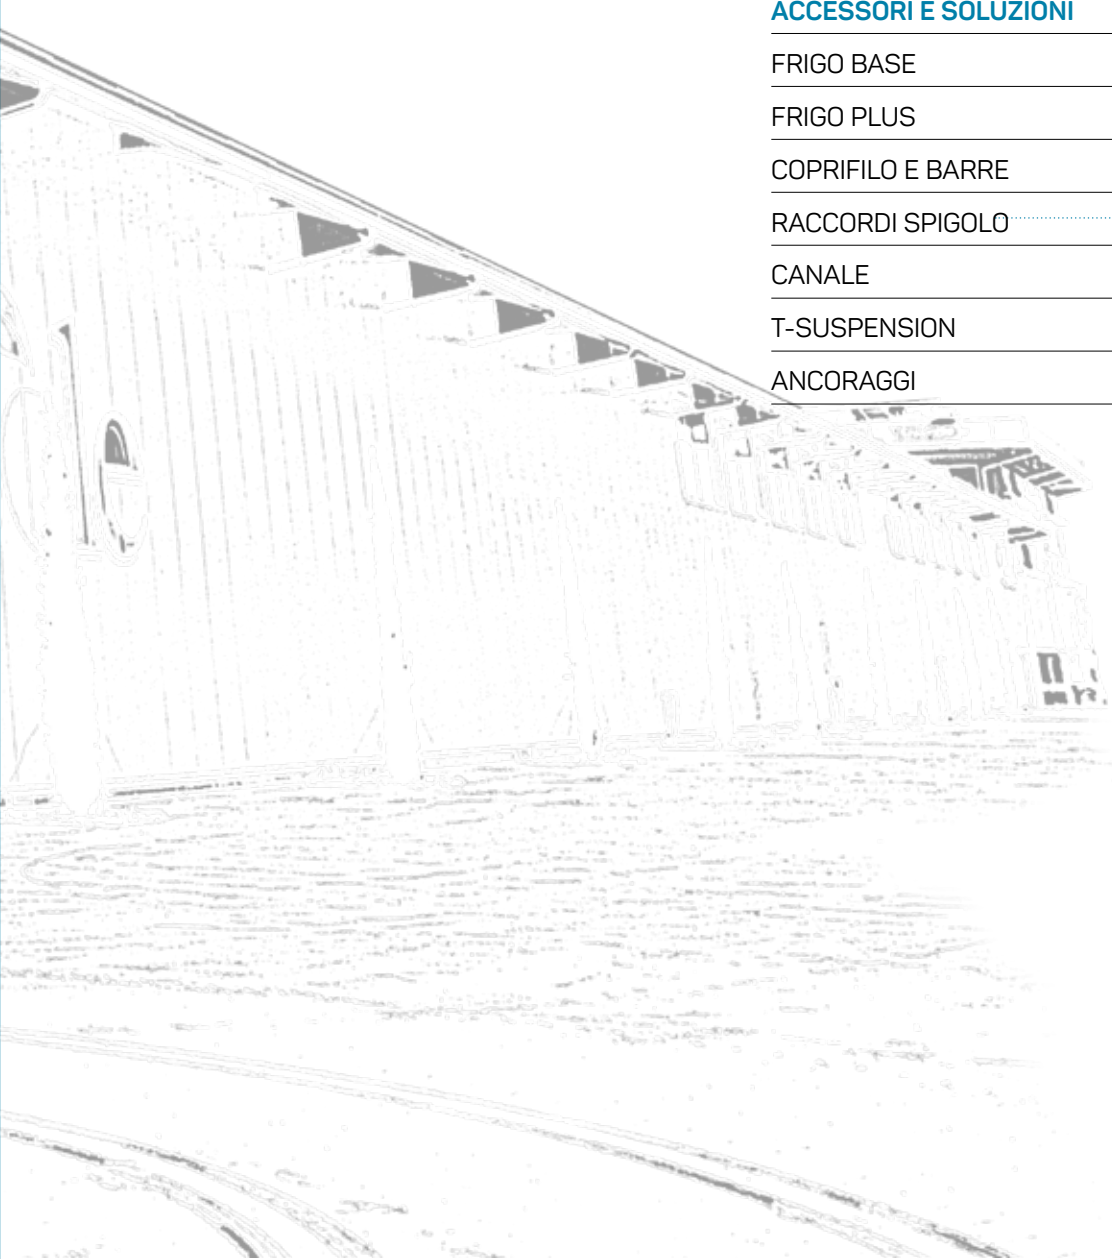 ACCESSORI E SOLUZIONI
FRIGO BASE
FRIGO PLUS
COPRIFILO E BARRE
RACCORDI SPIGOLO
CANALE
T-SUSPENSION
ANCORAGGI